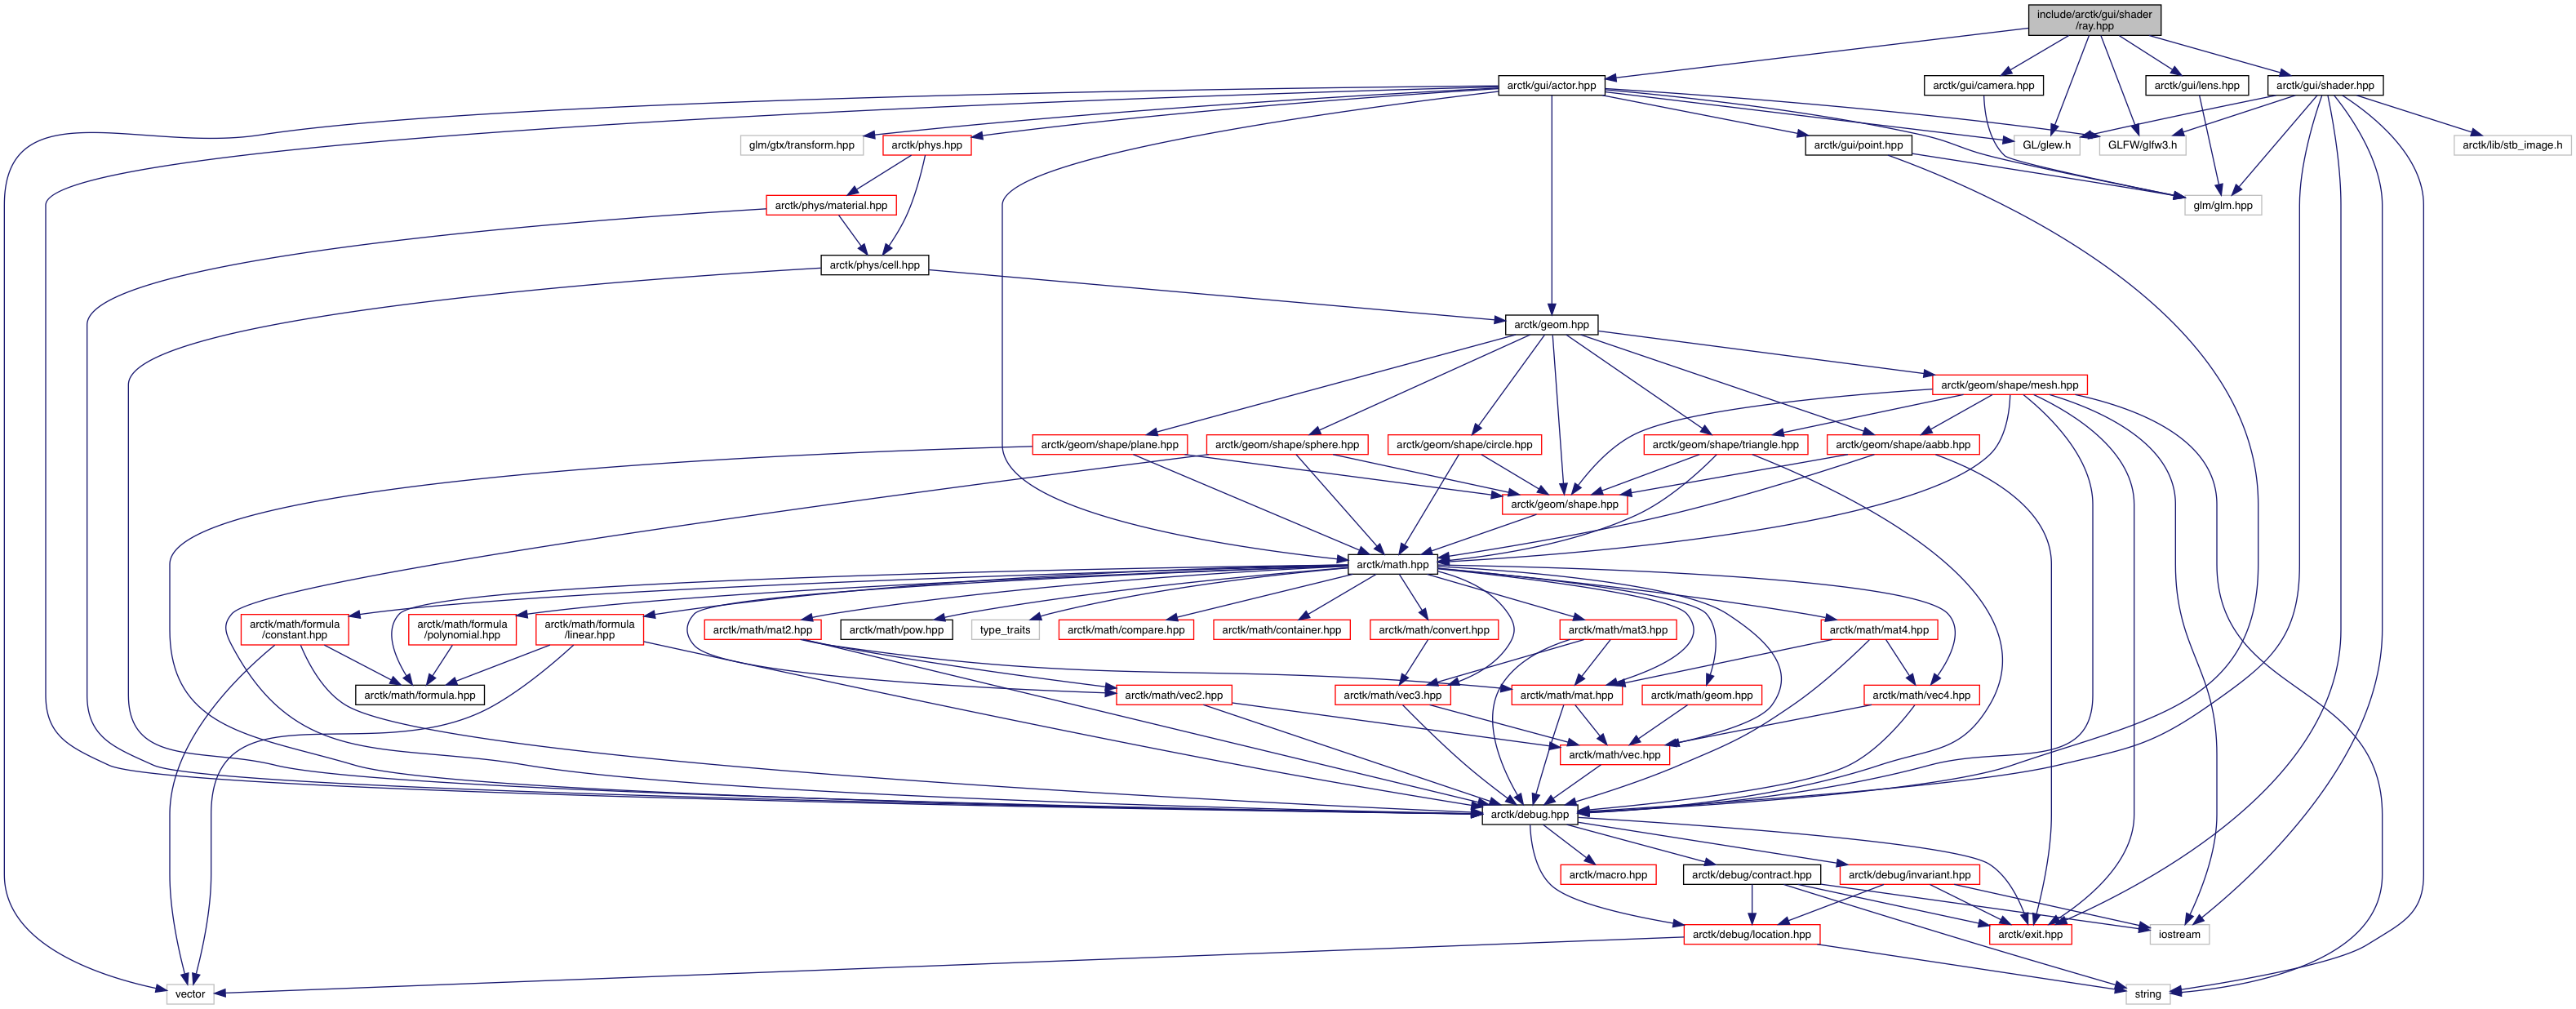 include/arctk/gui/shader
/ray.hpp
arctk/gui/actor.hpp
arctk/gui/camera.hpp
arctk/gui/lens.hpp
arctk/gui/shader.hpp
glm/gtx/transform.hpp
arctk/phys.hpp
arctk/gui/point.hpp
GL/glew.h
GLFW/glfw3.h
arctk/lib/stb_image.h
arctk/phys/material.hpp
glm/glm.hpp
arctk/phys/cell.hpp
arctk/geom.hpp
arctk/geom/shape/mesh.hpp
arctk/geom/shape/plane.hpp
arctk/geom/shape/sphere.hpp
arctk/geom/shape/circle.hpp
arctk/geom/shape/triangle.hpp
arctk/geom/shape/aabb.hpp
arctk/geom/shape.hpp
arctk/math.hpp
arctk/math/formula
/constant.hpp
arctk/math/formula
/polynomial.hpp
arctk/math/formula
/linear.hpp
arctk/math/mat2.hpp
arctk/math/pow.hpp
type_traits
arctk/math/compare.hpp
arctk/math/container.hpp
arctk/math/convert.hpp
arctk/math/mat3.hpp
arctk/math/mat4.hpp
arctk/math/formula.hpp
arctk/math/vec2.hpp
arctk/math/vec3.hpp
arctk/math/mat.hpp
arctk/math/geom.hpp
arctk/math/vec4.hpp
arctk/math/vec.hpp
arctk/debug.hpp
arctk/macro.hpp
arctk/debug/contract.hpp
arctk/debug/invariant.hpp
arctk/debug/location.hpp
arctk/exit.hpp
iostream
vector
string